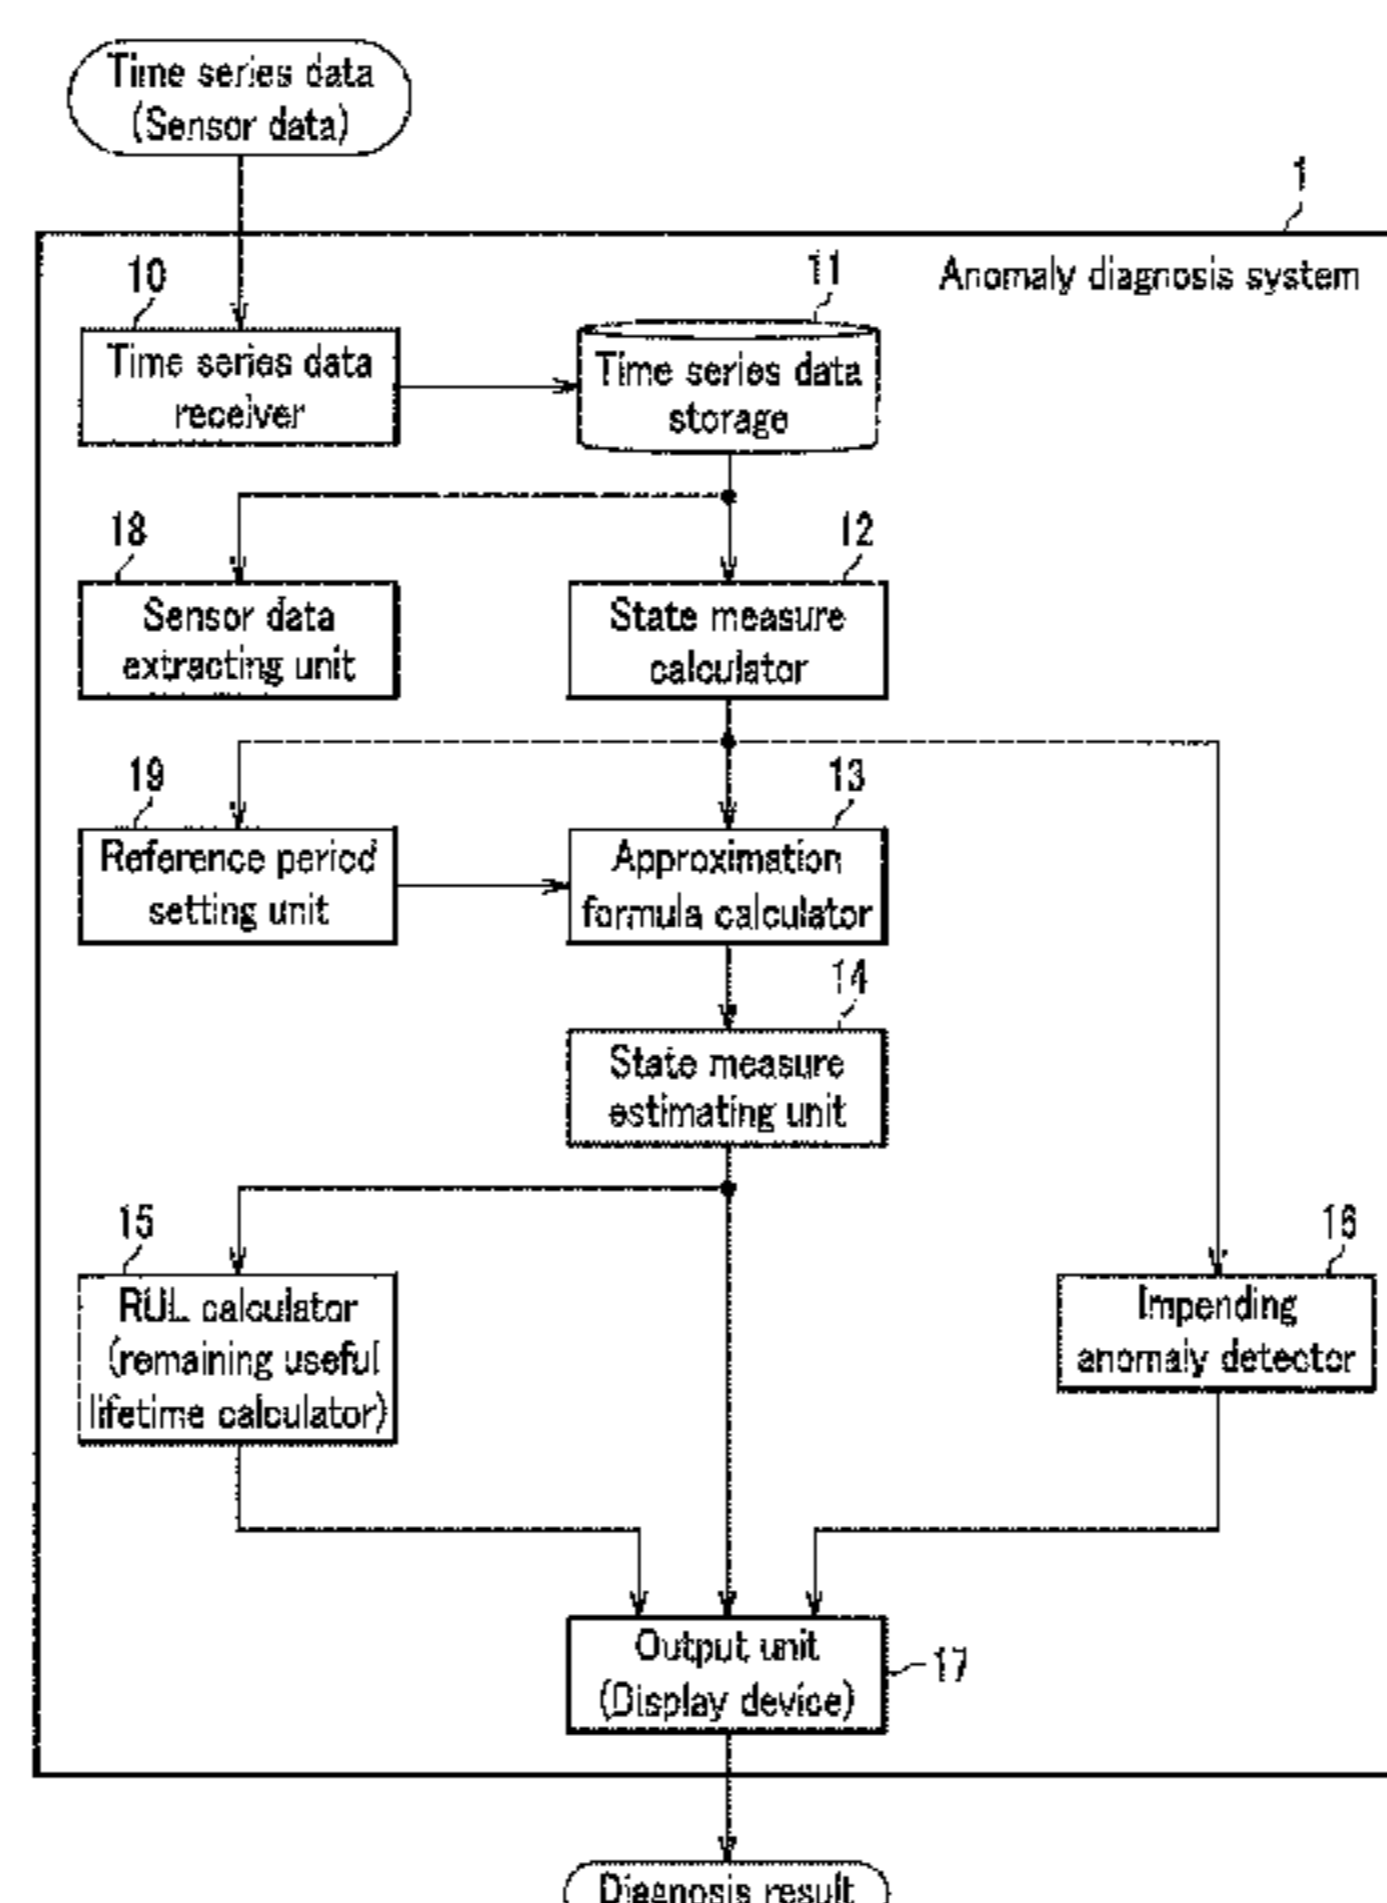 Time series data
(Sensor data)
1
Anomaly diagnosis system
10
Time series data
receiver
11
Time series data
storage
18
Sensor data
extracting unit
12
State measure
calculator
19
Reference period
setting unit
13
Approximation
formula calculator
14
State measure
estimating unit
15
RUL calculator
(remaining useful
lifetime calculator)
16
Impending
anomaly detector
Output unit
(Display device)
17
Diagnosis result